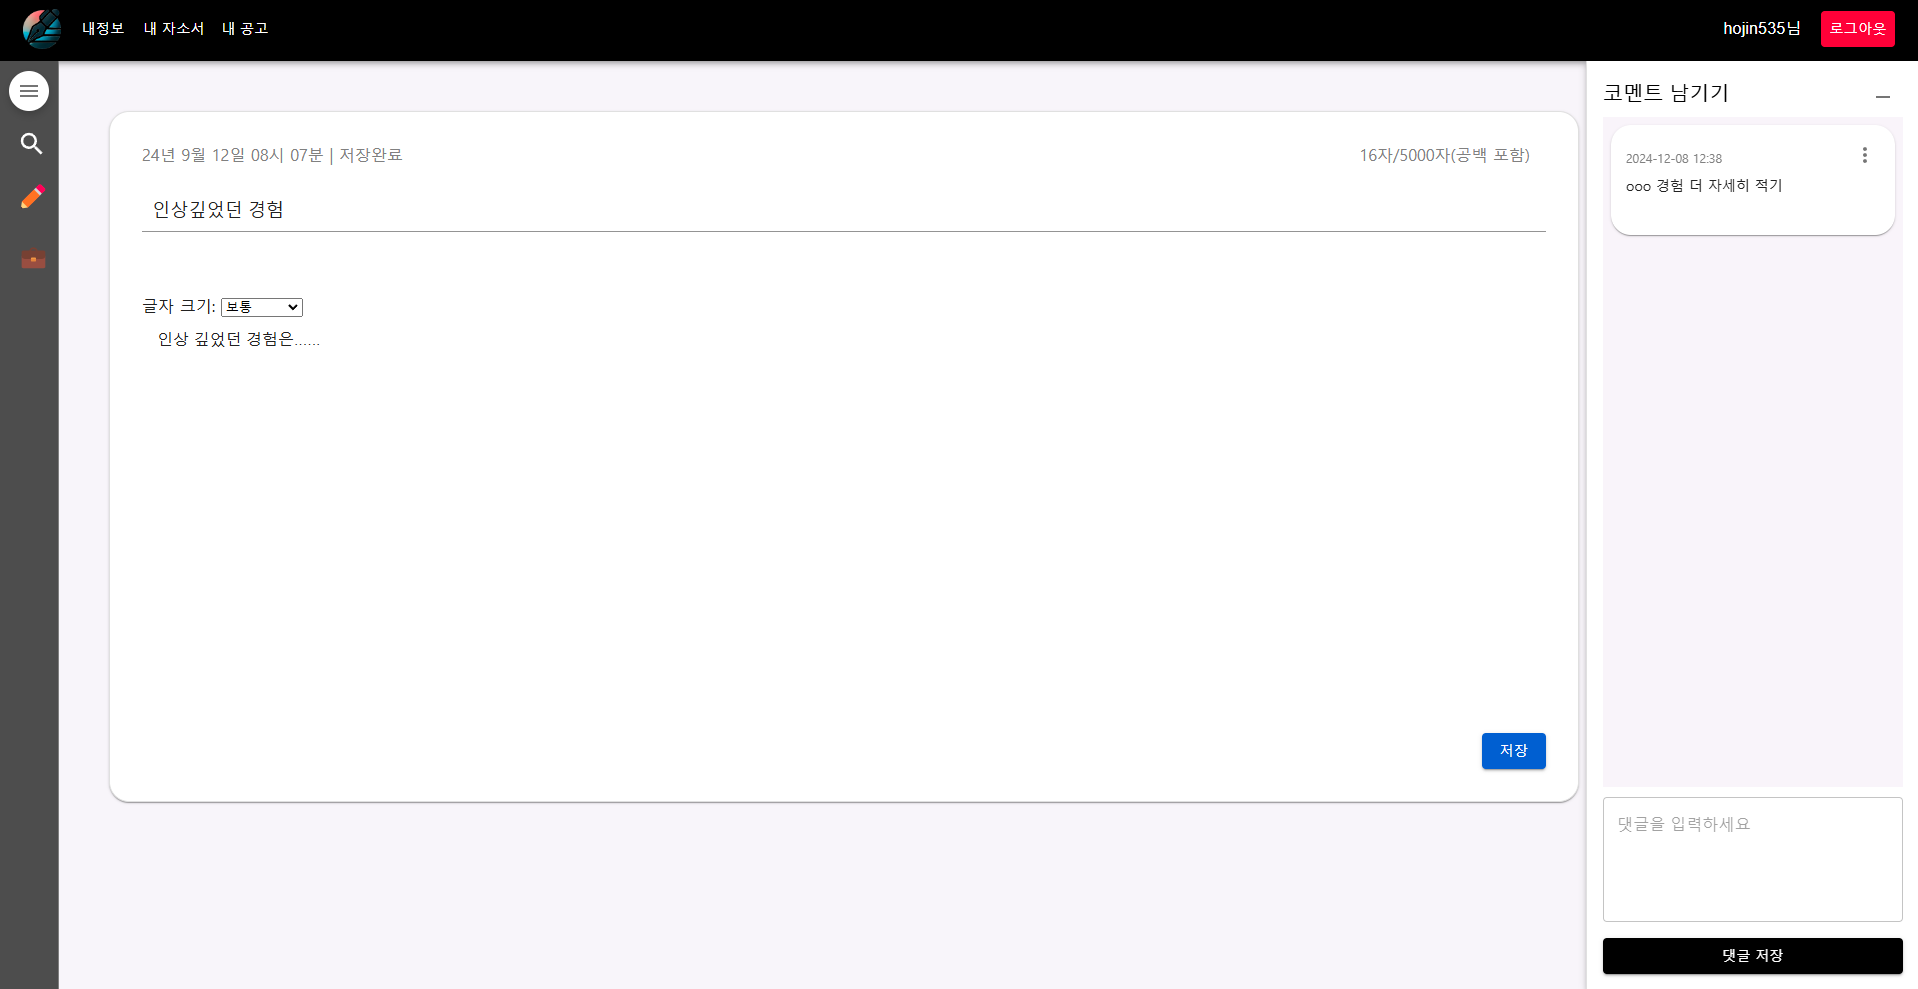 내정보 내 자소서 내 공고
hojin535님 로그아웃
24년 9월 12일 08시 07분 | 저장완료
16자/5000자(공백 포함)
인상깊었던 경험
글자 크기: 보통
인상 깊었던 경험은......
저장
코멘트 남기기
2024-12-08 12:38
ooo 경험 더 자세히 적기
댓글을 입력하세요
댓글 저장